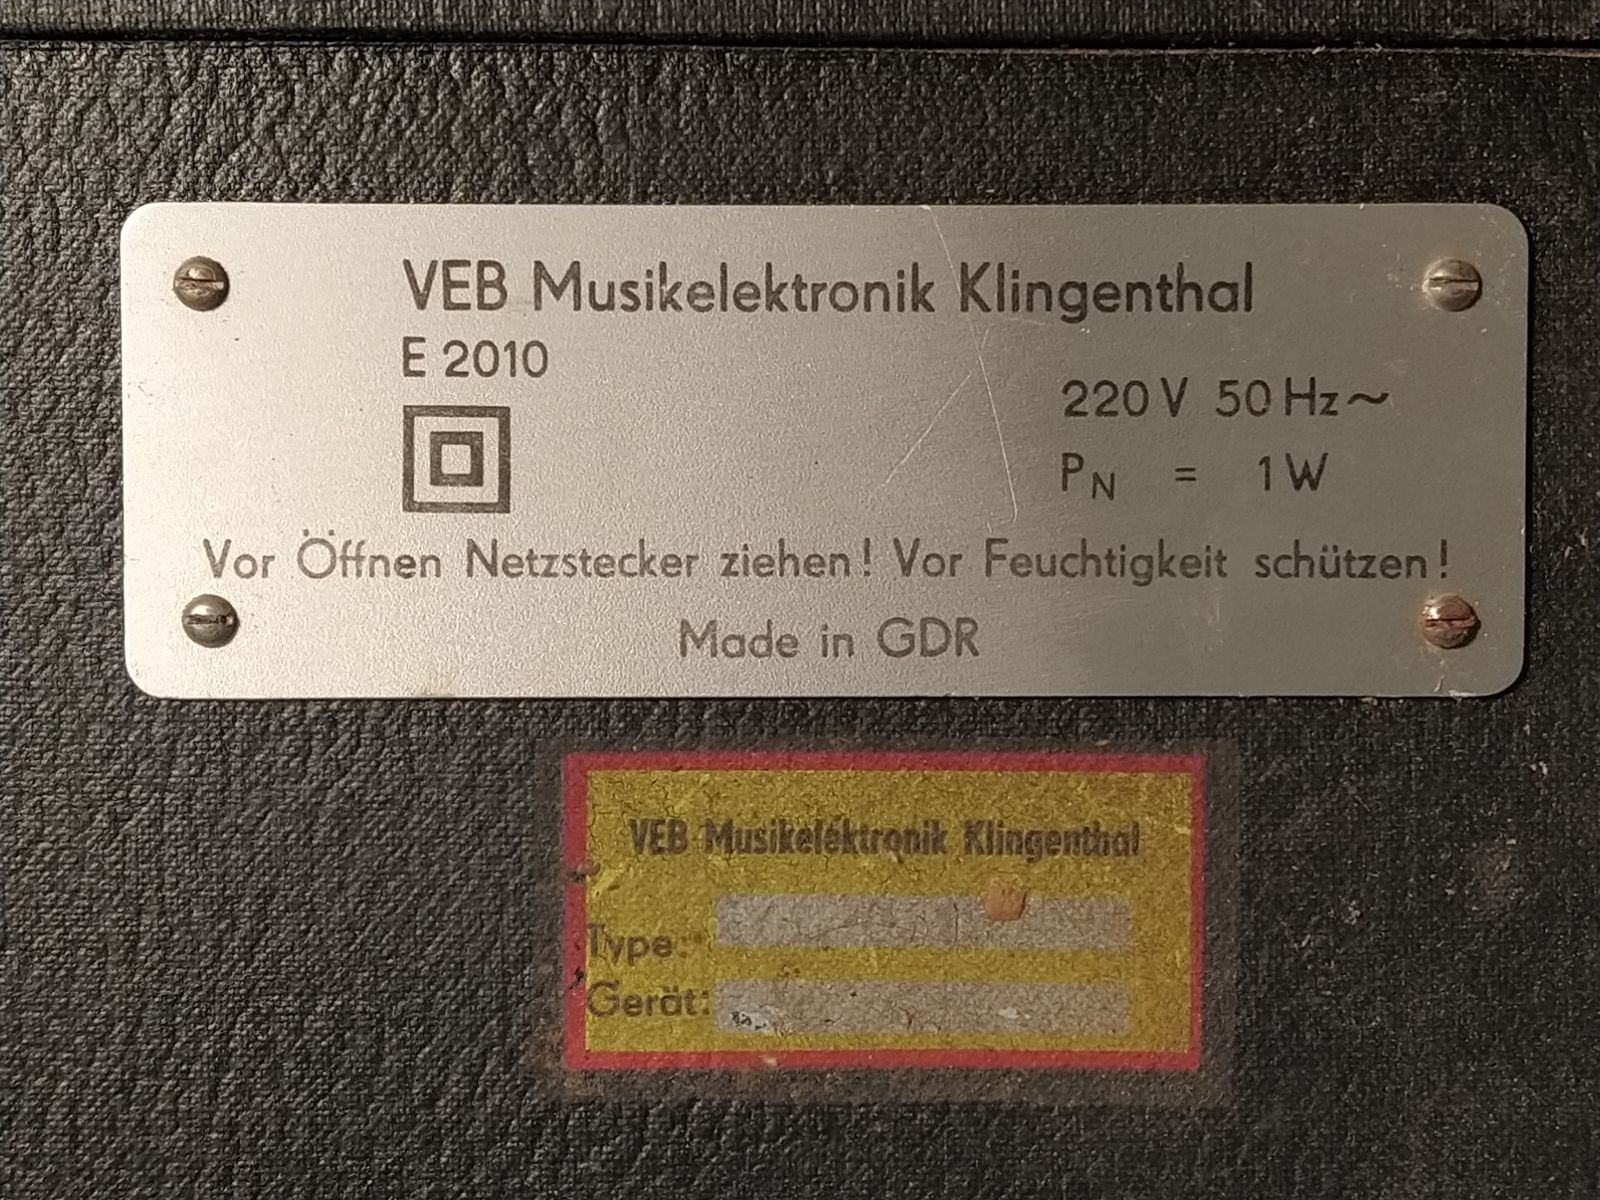 VEB Musikelektronik Klingenthal
E 2010
220 V 50 Hz ~
PN = 1 W
Vor Öffnen Netzstecker ziehen! Vor Feuchtigkeit schützen!
Made in GDR
VEB Musikelektronik Klingenthal
Type:
Gerät: